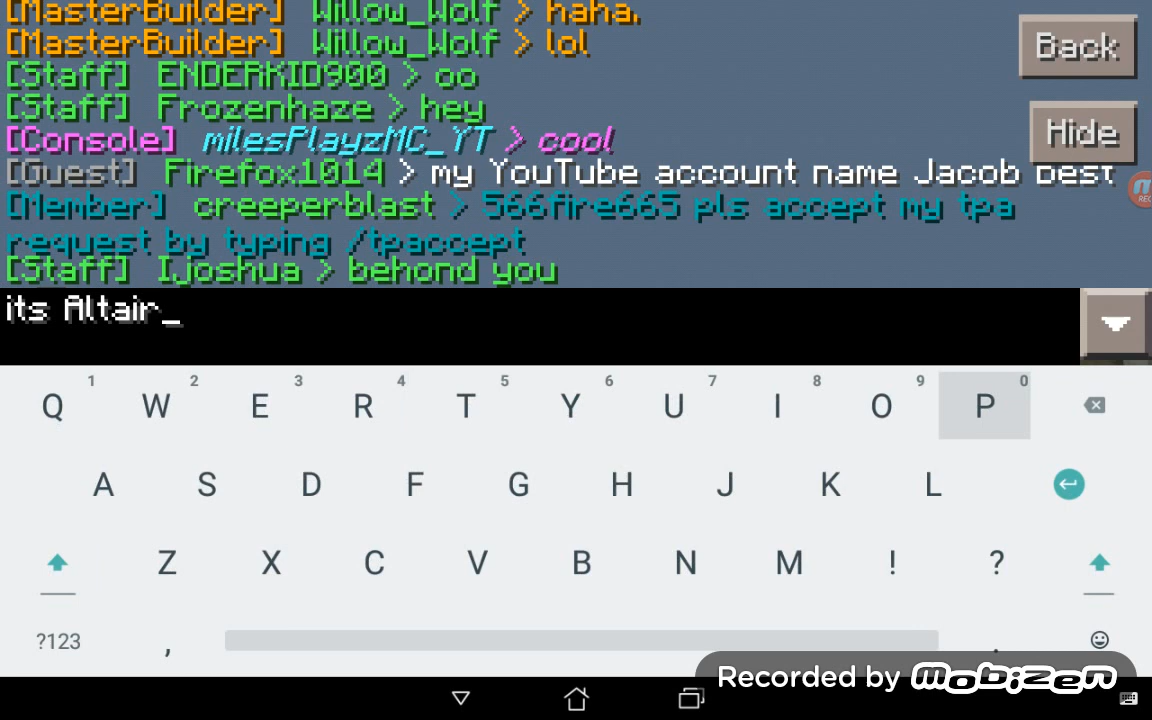 [MasterBuilder] Willow_Wolf > haha.
[MasterBuilder] Willow_Wolf > lol
[Staff] ENDERKID900 > oo
[Staff] Frozenhaze > hey
[Console] milesPlayzMC_YT > cool
[Guest] Firefox1014 > my YouTube account name Jacob Best
[Member] creeperblast > 566fire665 pls accept my tpa
request by typing /tpaccept
[Staff] Ijoshua > behond you
Back
Hide
REC
its Altair_
1 2 3 4 5 6 7 8 9 0
Q W E R T Y U I O P
A S D F G H J K L
Z X C V B N M ! ?
?123 , .
Recorded by mobizen